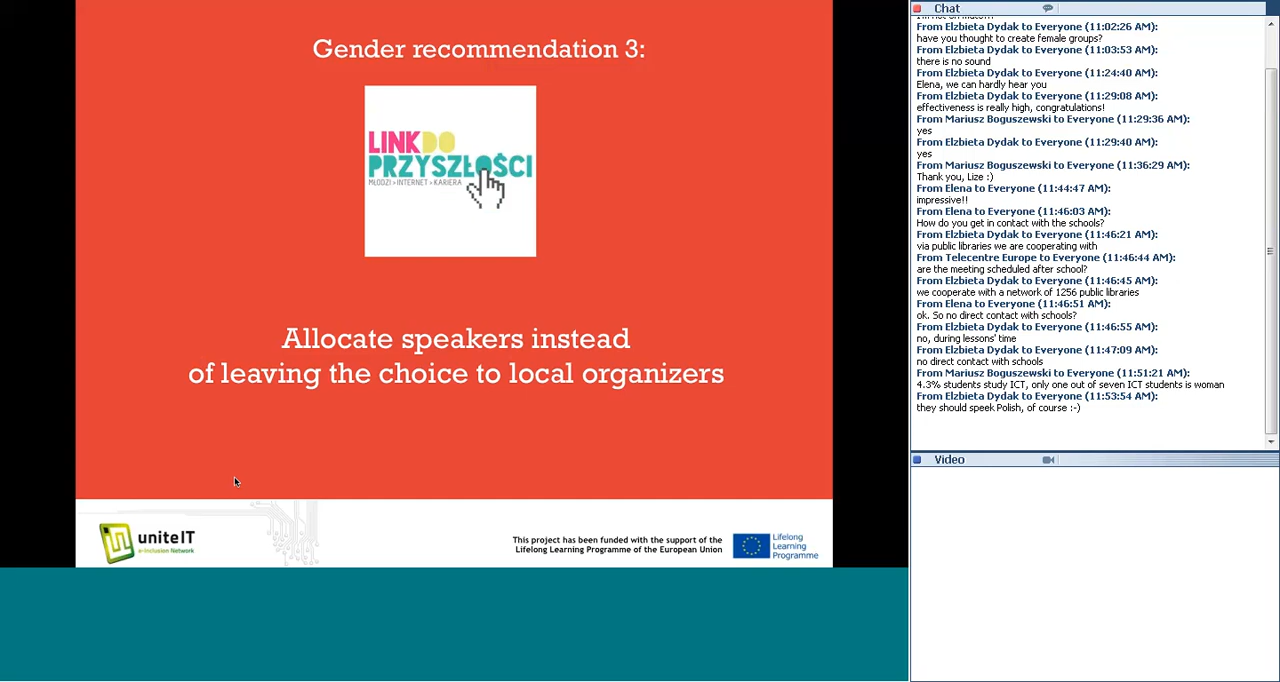 Gender recommendation 3:
LINKDO
PRZYSZŁOŚCI
MŁODZI > INTERNET > KARIERA
Allocate speakers instead
of leaving the choice to local organizers
uniteIT
e-Inclusion Network
This project has been funded with the support of the
Lifelong Learning Programme of the European Union
Lifelong
Learning
Programme
Chat
From Elzbieta Dydak to Everyone (11:02:26 AM):
have you thought to create female groups?
From Elzbieta Dydak to Everyone (11:03:53 AM):
there is no sound
From Elzbieta Dydak to Everyone (11:24:40 AM):
Elena, we can hardly hear you
From Elzbieta Dydak to Everyone (11:29:08 AM):
effectiveness is really high, congratulations!
From Mariusz Boguszewski to Everyone (11:29:36 AM):
yes
From Elzbieta Dydak to Everyone (11:29:40 AM):
yes
From Mariusz Boguszewski to Everyone (11:36:29 AM):
Thank you, Lize :)
From Elena to Everyone (11:44:47 AM):
impressive!!
From Elena to Everyone (11:46:03 AM):
How do you get in contact with the schools?
From Elzbieta Dydak to Everyone (11:46:21 AM):
via public libraries we are cooperating with
From Telecentre Europe to Everyone (11:46:44 AM):
are the meeting scheduled after school?
From Elzbieta Dydak to Everyone (11:46:45 AM):
we cooperate with a network of 1256 public libraries
From Elena to Everyone (11:46:51 AM):
ok. So no direct contact with schools?
From Elzbieta Dydak to Everyone (11:46:55 AM):
no, during lessons' time
From Elzbieta Dydak to Everyone (11:47:09 AM):
no direct contact with schools
From Mariusz Boguszewski to Everyone (11:51:21 AM):
4.3% students study ICT, only one out of seven ICT students is woman
From Elzbieta Dydak to Everyone (11:53:54 AM):
they should speek Polish, of course :-)
Video